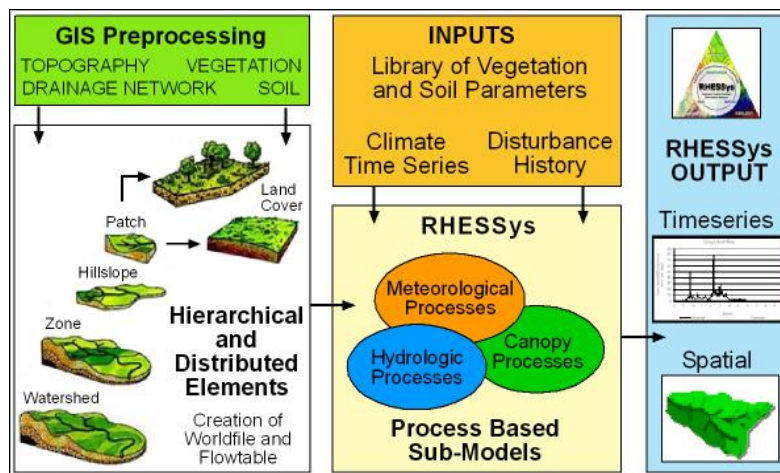 GIS Preprocessing
TOPOGRAPHY VEGETATION
DRAINAGE NETWORK SOIL
Land
Cover
Patch
Hillslope
Zone
Watershed
Hierarchical
and
Distributed
Elements
Creation of
Worldfile and
Flowtable
INPUTS
Library of Vegetation
and Soil Parameters
Climate
Time Series
Disturbance
History
RHESSys
Meteorological
Processes
Hydrologic
Processes
Canopy
Processes
Process Based
Sub-Models
RHESSys
RHESSys
OUTPUT
Timeseries
Spatial